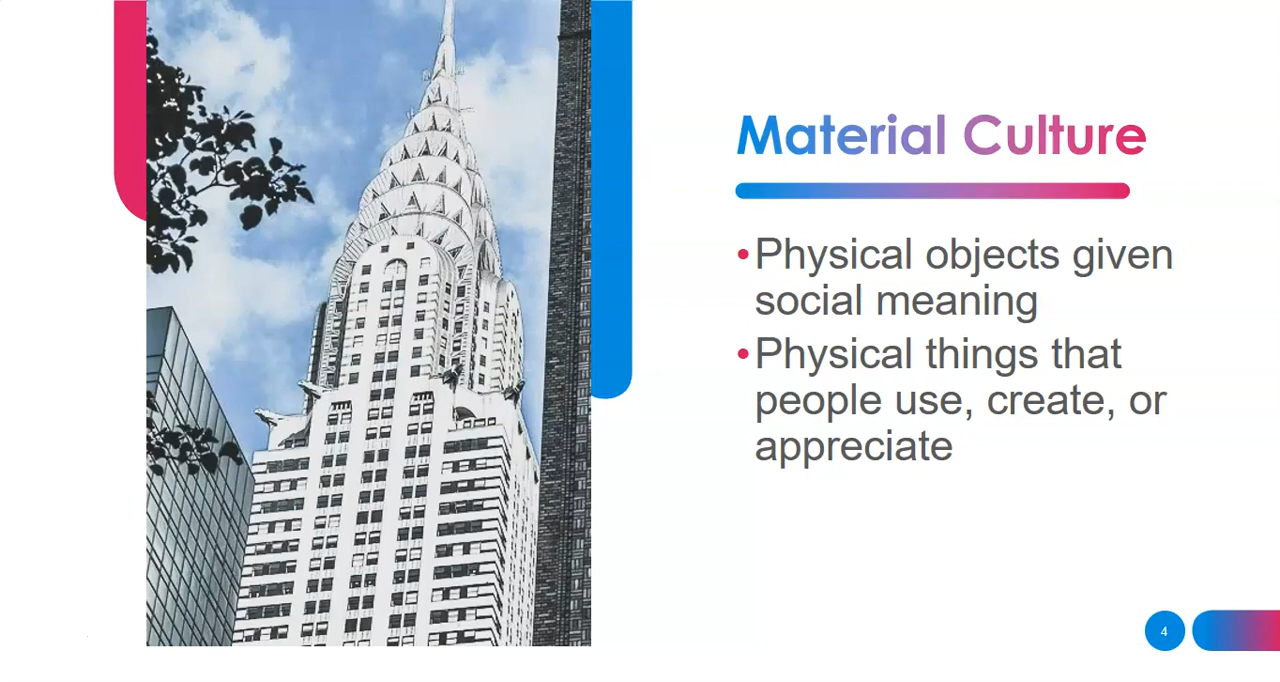 Material Culture
•Physical objects given
social meaning
•Physical things that
people use, create, or
appreciate
4